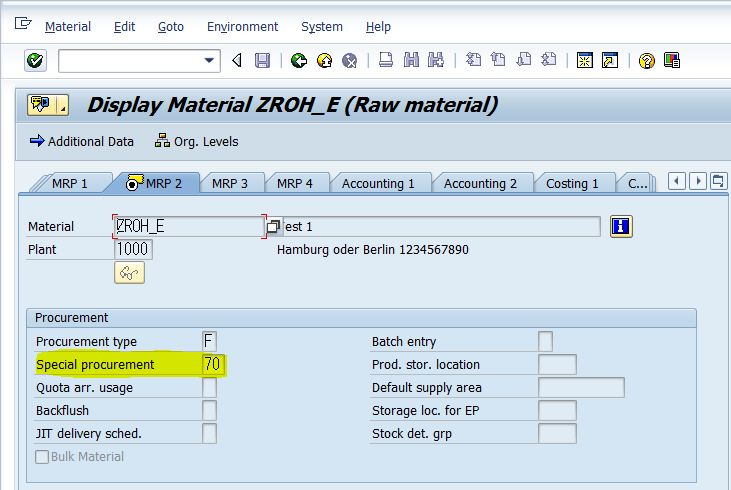 Material Edit Goto Environment System Help
Display Material ZROH_E (Raw material)
Additional Data Org. Levels
MRP 1 MRP 2 MRP 3 MRP 4 Accounting 1 Accounting 2 Costing 1 C...
Material ZROH_E est 1
Plant 1000 Hamburg oder Berlin 1234567890
Procurement
Procurement type F Batch entry
Special procurement 70 Prod. stor. location
Quota arr. usage Default supply area
Backflush Storage loc. for EP
JIT delivery sched. Stock det. grp
Bulk Material